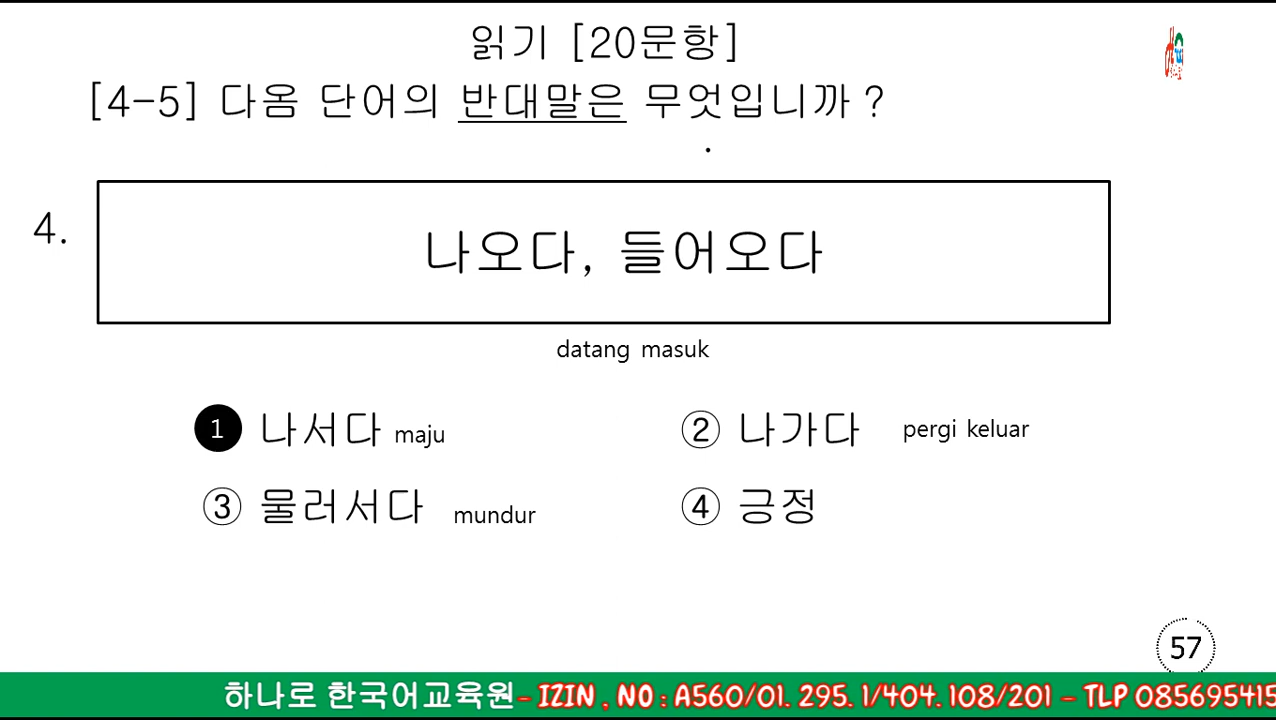 읽기 [20문항]
[4-5] 다옴 단어의 반대말은 무엇입니까 ?
.
4.
나오다, 들어오다
datang masuk
1 나서다 maju
② 나가다 pergi keluar
③ 물러서다 mundur
④ 긍정
57
하나로 한국어교육원 - IZIN . NO : A560/01. 295. 1/404. 108/201 - TLP 085695415